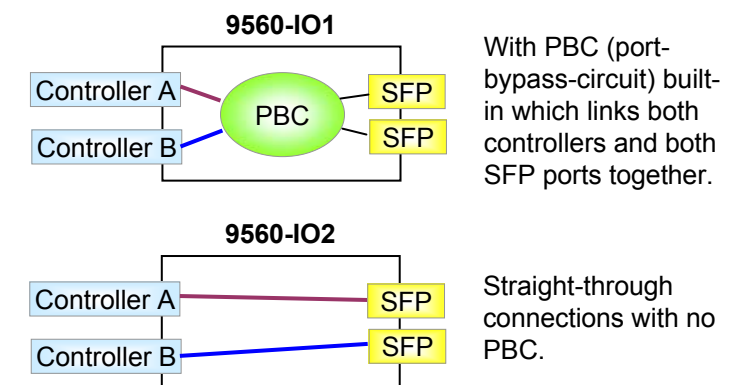 9560-IO1
Controller A
Controller B
PBC
SFP
SFP
With PBC (port-
bypass-circuit) built-
in which links both
controllers and both
SFP ports together.
9560-IO2
Controller A
Controller B
SFP
SFP
Straight-through
connections with no
PBC.